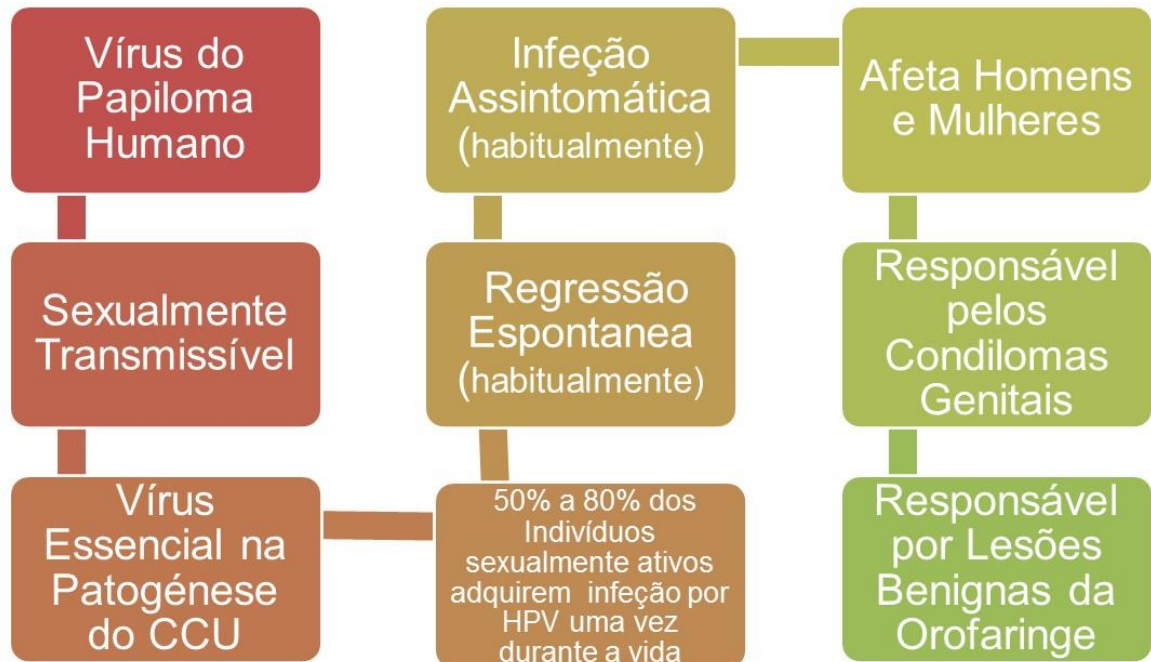 Vírus do
Papiloma
Humano
Sexualmente
Transmissível
Vírus
Essencial na
Patogénese
do CCU
50% a 80% dos
Indivíduos
sexualmente ativos
adquirem infeção por
HPV uma vez
durante a vida
Regressão
Espontanea
(habitualmente)
Infeção
Assintomática
(habitualmente)
Afeta Homens
e Mulheres
Responsável
pelos
Condilomas
Genitais
Responsável
por Lesões
Benignas da
Orofaringe